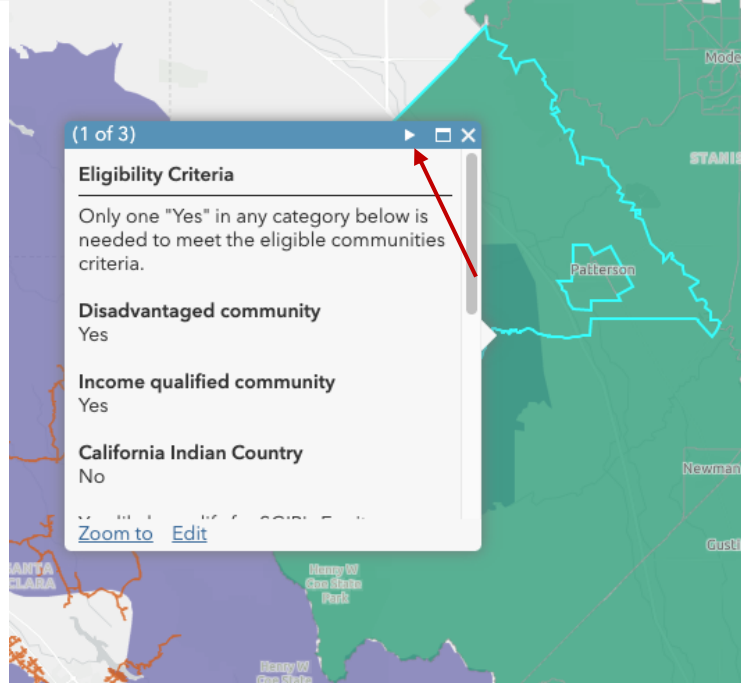 Mode
(1 of 3)
STANIS
Eligibility Criteria
Only one "Yes" in any category below is
needed to meet the eligible communities
criteria.
Patterson
Disadvantaged community
Yes
Income qualified community
Yes
California Indian Country
No
Newman
Zoom to Edit
Gusti
SANTA
CLARA
Henry W
Coe State
Park
Henry W
Coe State